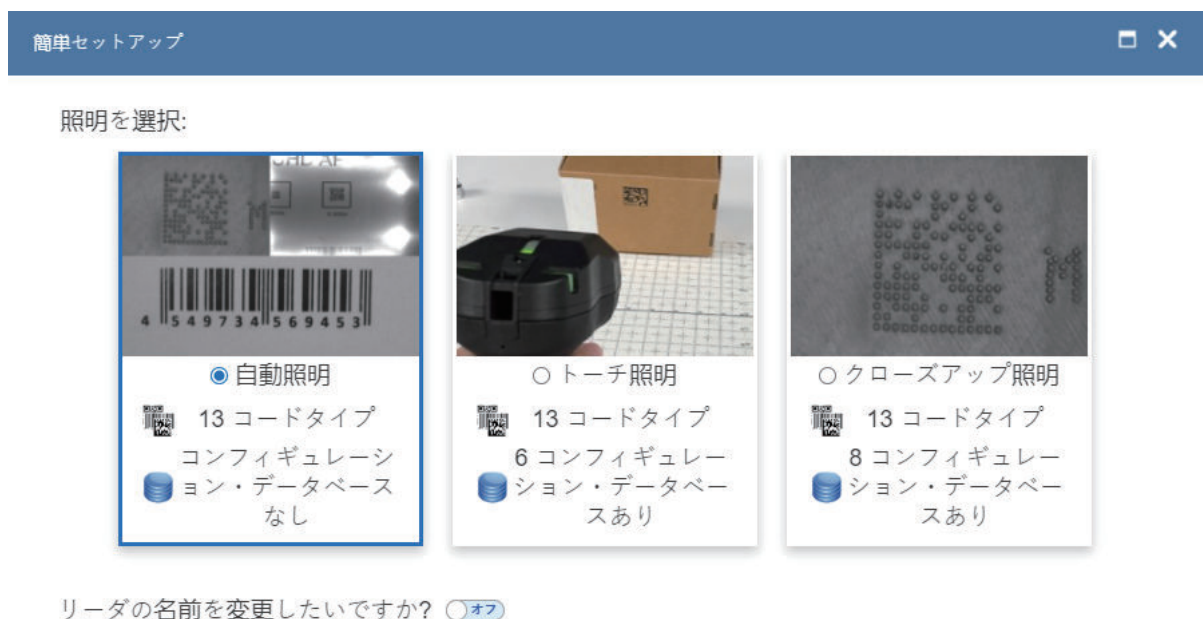 簡単セットアップ
照明を選択:
CHL AF
M
4 549734 569453
自動照明
トーチ照明
クローズアップ照明
13 コードタイプ
13 コードタイプ
13 コードタイプ
コンフィギュレーシ
ョン・データベース
なし
6 コンフィギュレー
ション・データベー
スあり
8 コンフィギュレー
ション・データベー
スあり
リーダの名前を変更したいですか? オフ